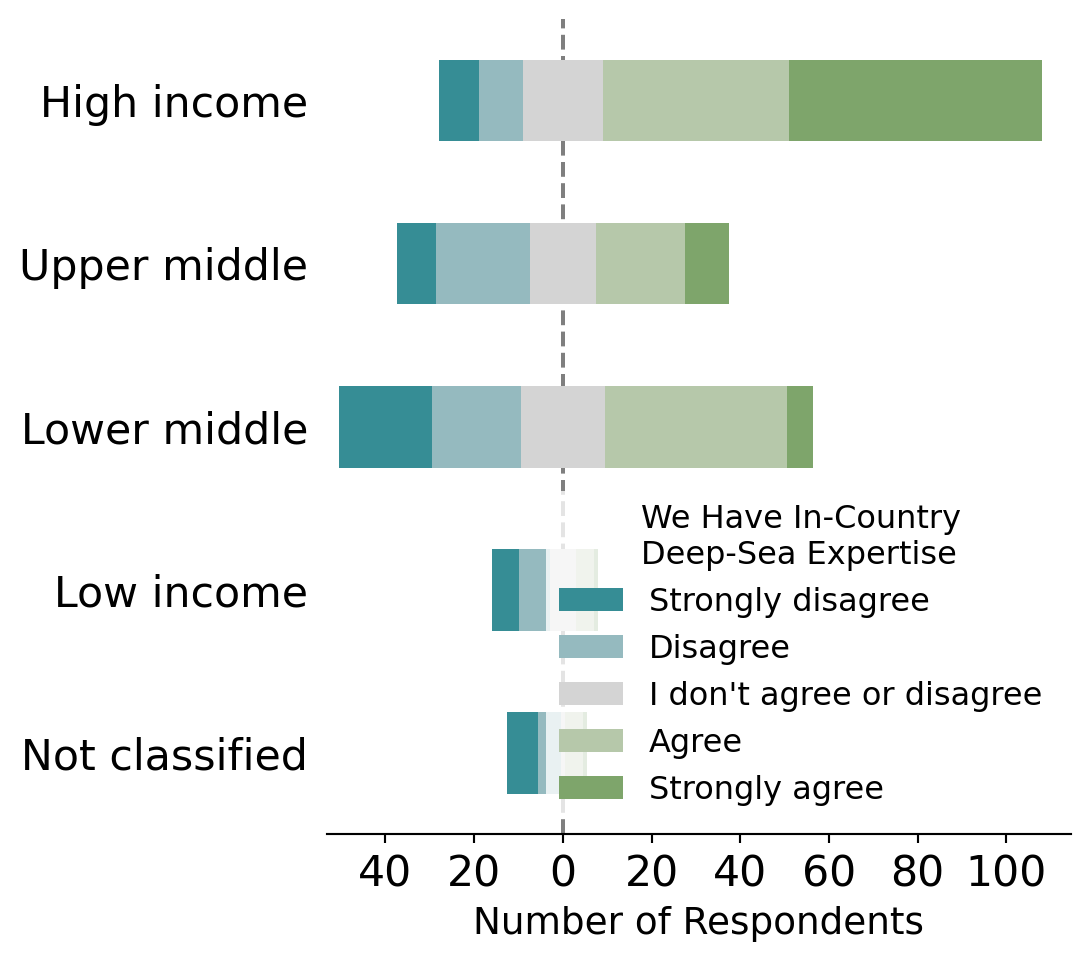 High income
Upper middle
Lower middle
Low income
Not classified
We Have In-Country
Deep-Sea Expertise
Strongly disagree
Disagree
I don't agree or disagree
Agree
Strongly agree
40 20 0 20 40 60 80 100
Number of Respondents